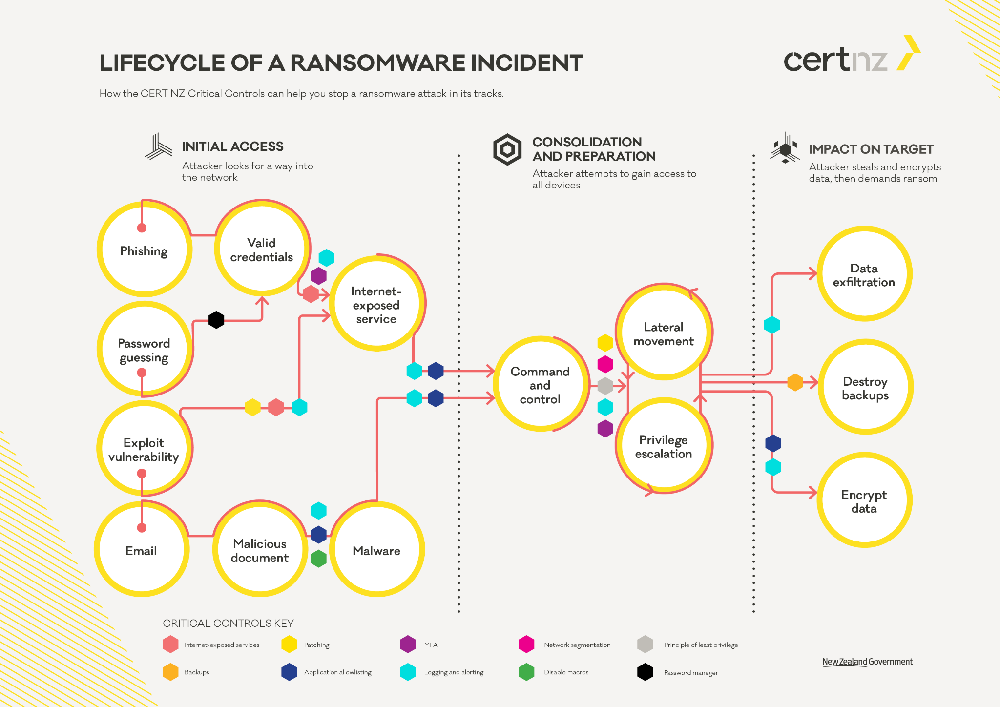 LIFECYCLE OF A RANSOMWARE INCIDENT
certnz
How the CERT NZ Critical Controls can help you stop a ransomware attack in its tracks.
INITIAL ACCESS
Attacker looks for a way into
the network
CONSOLIDATION
AND PREPARATION
Attacker attempts to gain access to
all devices
IMPACT ON TARGET
Attacker steals and encrypts
data, then demands ransom
Phishing
Valid
credentials
Internet-
exposed
service
Password
guessing
Exploit
vulnerability
Email
Malicious
document
Malware
Command
and
control
Lateral
movement
Privilege
escalation
Data
exfiltration
Destroy
backups
Encrypt
data
CRITICAL CONTROLS KEY
Internet-exposed services
Patching
MFA
Network segmentation
Principle of least privilege
Backups
Application allowlisting
Logging and alerting
Disable macros
Password manager
New Zealand Government